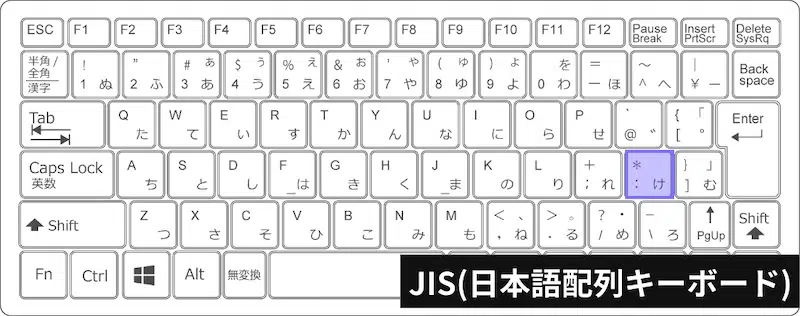 ESC F1 F2 F3 F4 F5 F6 F7 F8 F9 F10 F11 F12 Pause Break Insert PrtScr Delete SysRq
半角/全角 漢字 ! 1 ぬ " 2 ふ # ぁ 3 あ $ ぅ 4 う % ぇ 5 え & ぉ 6 お ' ゃ 7 や ( ゅ 8 ゆ ) ょ 9 よ を 0 わ = - ほ ~ ^ へ | ¥ ー Back space
Tab Q た W て E い R す T か Y ん U な I に O ら P せ ` @ ゛ { 「 [ ゜ Enter
Caps Lock 英数 A ち S と D し F _ は G き H く J _ ま K の L り + ; れ * : け } 」 ] む
Shift Z つ X さ C そ V ひ B こ N み M も < 、 , ね > 。 . る ? ・ / め - \ ろ PgUp Shift
Fn Ctrl Alt 無変換
JIS(日本語配列キーボード)